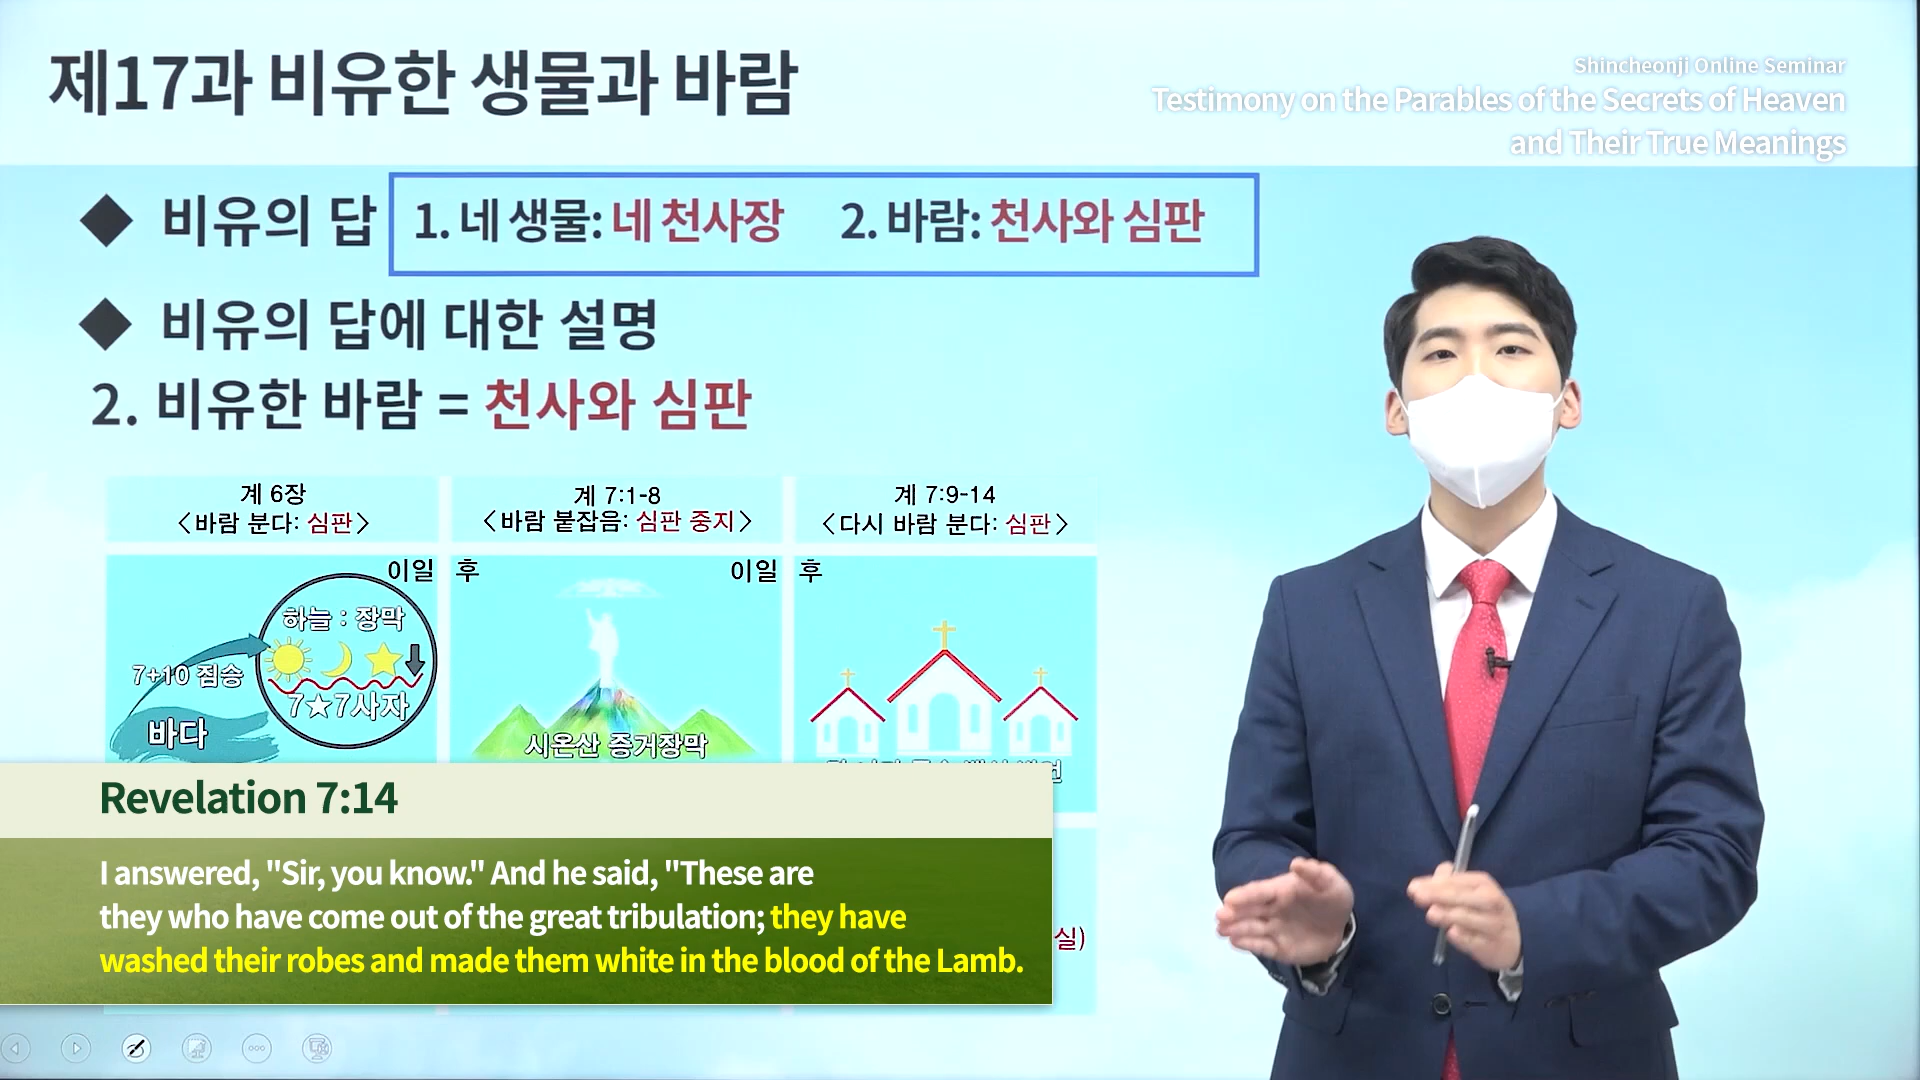 제17과 비유한 생물과 바람
Shincheonji Online Seminar
Testimony on the Parables of the Secrets of Heaven
and Their True Meanings
◆ 비유의 답 1. 네 생물: 네 천사장 2. 바람: 천사와 심판
◆ 비유의 답에 대한 설명
2. 비유한 바람 = 천사와 심판
계 6장
<바람 분다: 심판>
계 7:1-8
<바람 붙잡음: 심판 중지>
계 7:9-14
<다시 바람 분다: 심판>
이일 후
이일 후
하늘 : 장막
7+10 짐승
7★7사자
바다
시온산 증거장막
실)
Revelation 7:14
I answered, "Sir, you know." And he said, "These are
they who have come out of the great tribulation; they have
washed their robes and made them white in the blood of the Lamb.